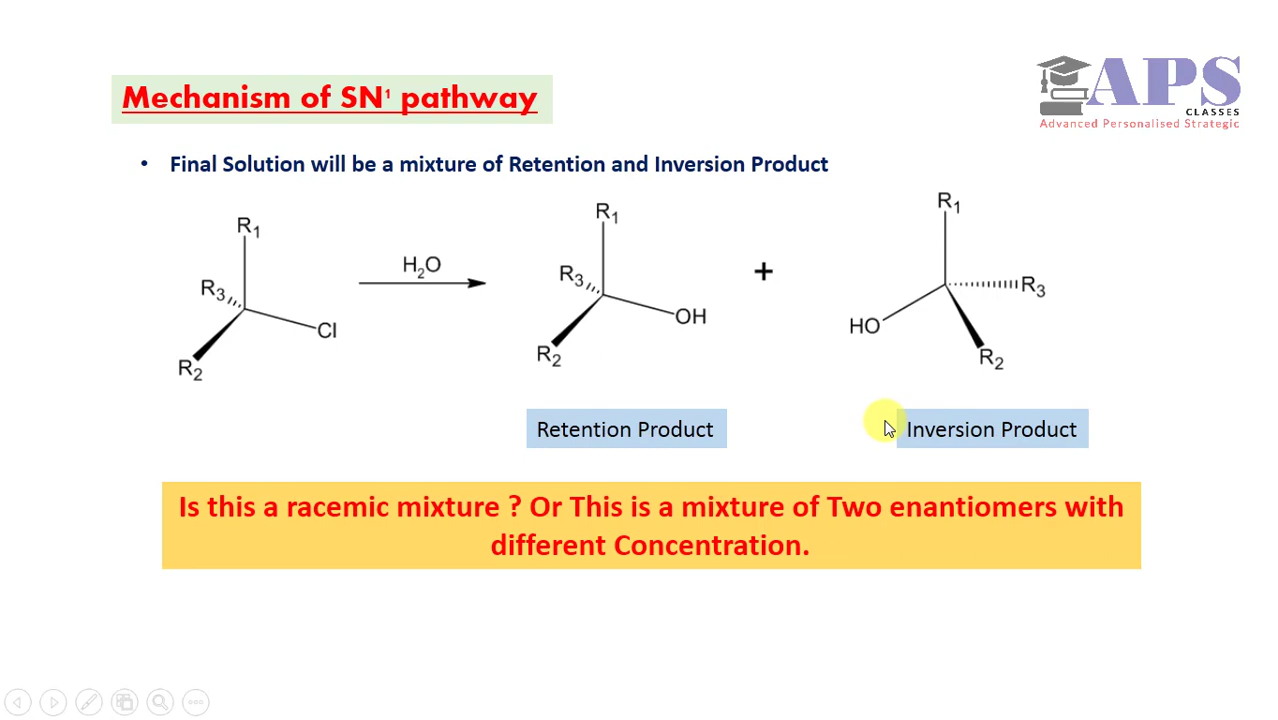 APS
CLASSES
Advanced Personalised Strategic
Mechanism of SN¹ pathway
• Final Solution will be a mixture of Retention and Inversion Product
R₁
R₃
R₂
Cl
H₂O
R₁
R₃
OH
R₂
+
R₁
R₃
HO
R₂
Retention Product
Inversion Product
Is this a racemic mixture ? Or This is a mixture of Two enantiomers with
different Concentration.